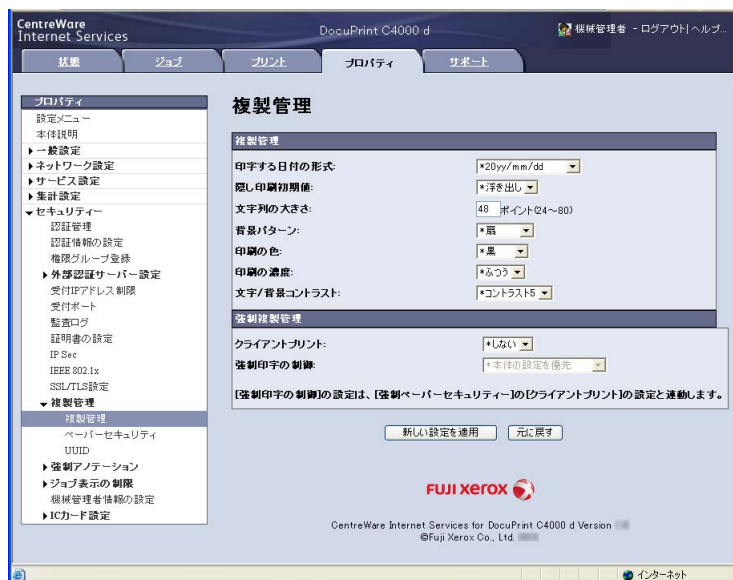 CentreWare
Internet Services
DocuPrint C4000 d
機械管理者 - ログアウト|ヘルプ...
状態
ジョブ
プリント
プロパティ
サポート
プロパティ
設定メニュー
本体説明
一般設定
ネットワーク設定
サービス設定
集計設定
セキュリティー
認証管理
認証情報の設定
権限グループ登録
外部認証サーバー設定
受付IPアドレス制限
受付ポート
監査ログ
証明書の設定
IP Sec
IEEE 802.1x
SSL/TLS設定
複製管理
複製管理
ペーパーセキュリティ
UUID
強制アノテーション
ジョブ表示の制限
機械管理者情報の設定
ICカード設定
複製管理
複製管理
印字する日付の形式: *20yy/mm/dd
隠し印刷初期値: *浮き出し
文字列の大きさ: 48 ポイント(24~80)
背景パターン: *扇
印刷の色: *黒
印刷の濃度: *ふつう
文字/背景コントラスト: *コントラスト5
強制複製管理
クライアントプリント: *しない
強制印字の制御: *本体の設定を優先
[強制印字の制御]の設定は、[強制ペーパーセキュリティー]の[クライアントプリント]の設定と連動します。
新しい設定を適用 元に戻す
FUJI XEROX
CentreWare Internet Services for DocuPrint C4000 d Version
©Fuji Xerox Co., Ltd.
インターネット